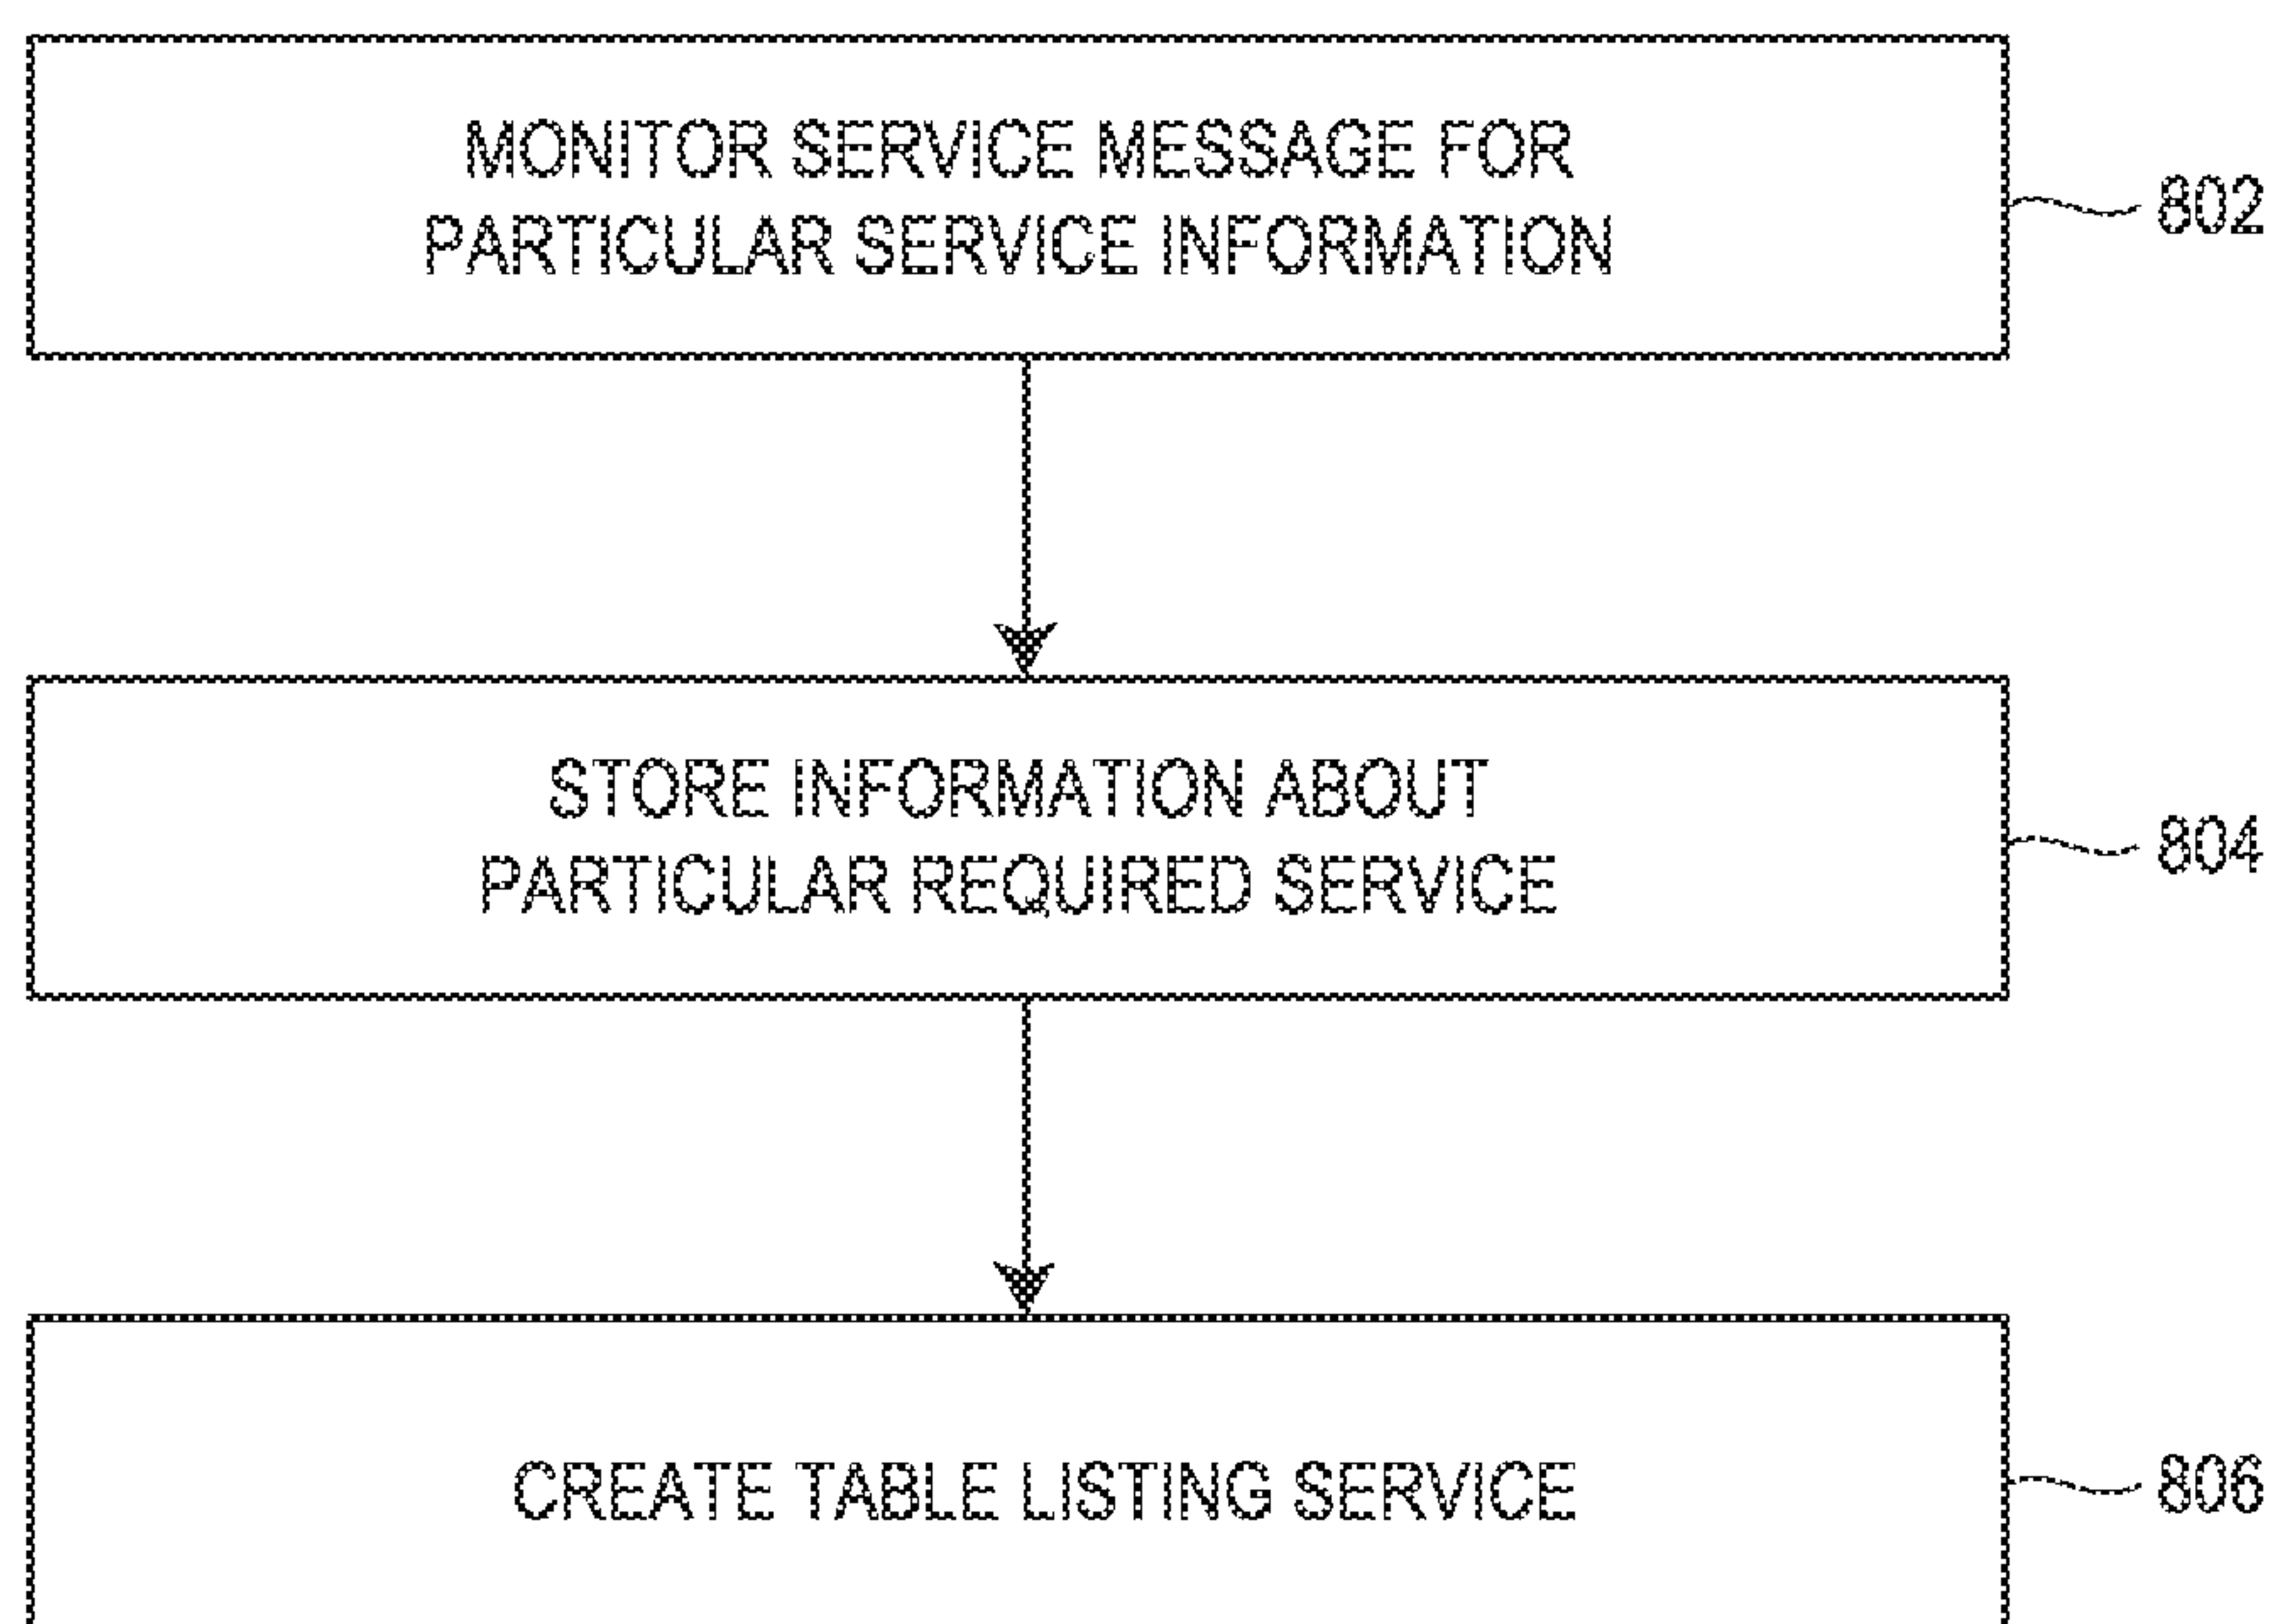 MONITOR SERVICE MESSAGE FOR
PARTICULAR SERVICE INFORMATION
802
STORE INFORMATION ABOUT
PARTICULAR REQUIRED SERVICE
804
CREATE TABLE LISTING SERVICE
806